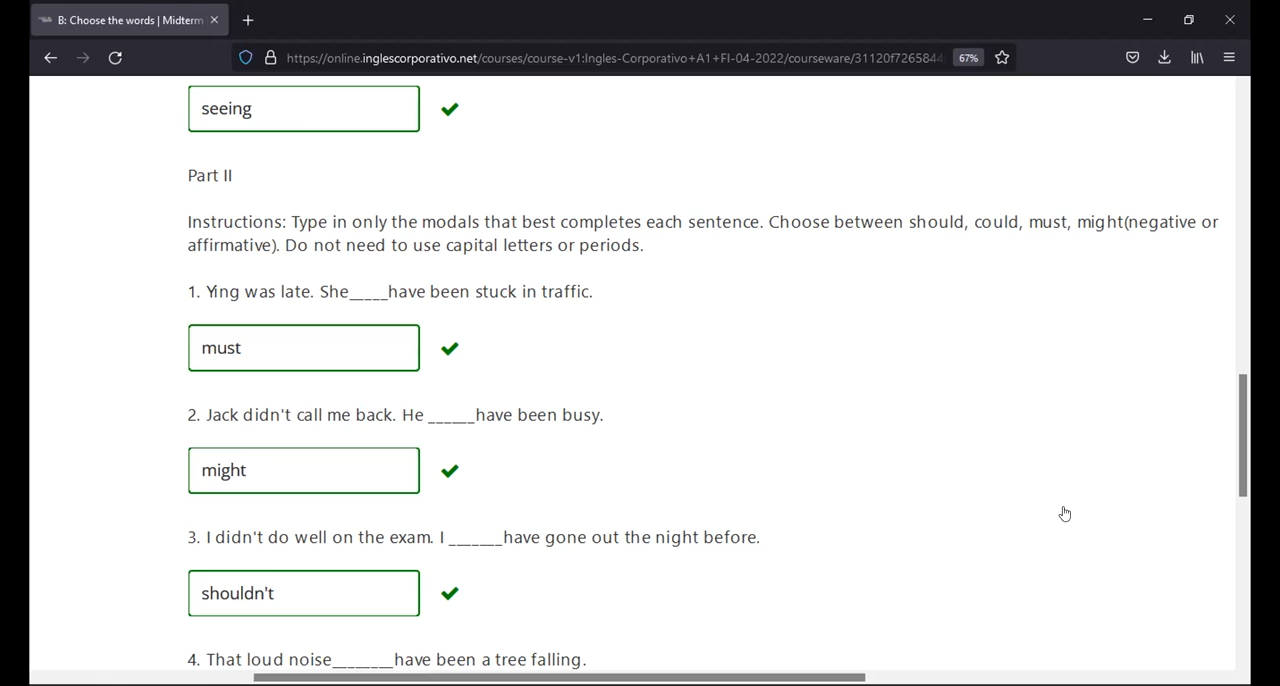 B: Choose the words | Midterm
https://online.inglescorporativo.net/courses/course-v1:Ingles-Corporativo+A1+FI-04-2022/courseware/31120f7265844
67%
seeing
Part II
Instructions: Type in only the modals that best completes each sentence. Choose between should, could, must, might(negative or
affirmative). Do not need to use capital letters or periods.
1. Ying was late. She_____have been stuck in traffic.
must
2. Jack didn't call me back. He ______have been busy.
might
3. I didn't do well on the exam. I _______have gone out the night before.
shouldn't
4. That loud noise________have been a tree falling.